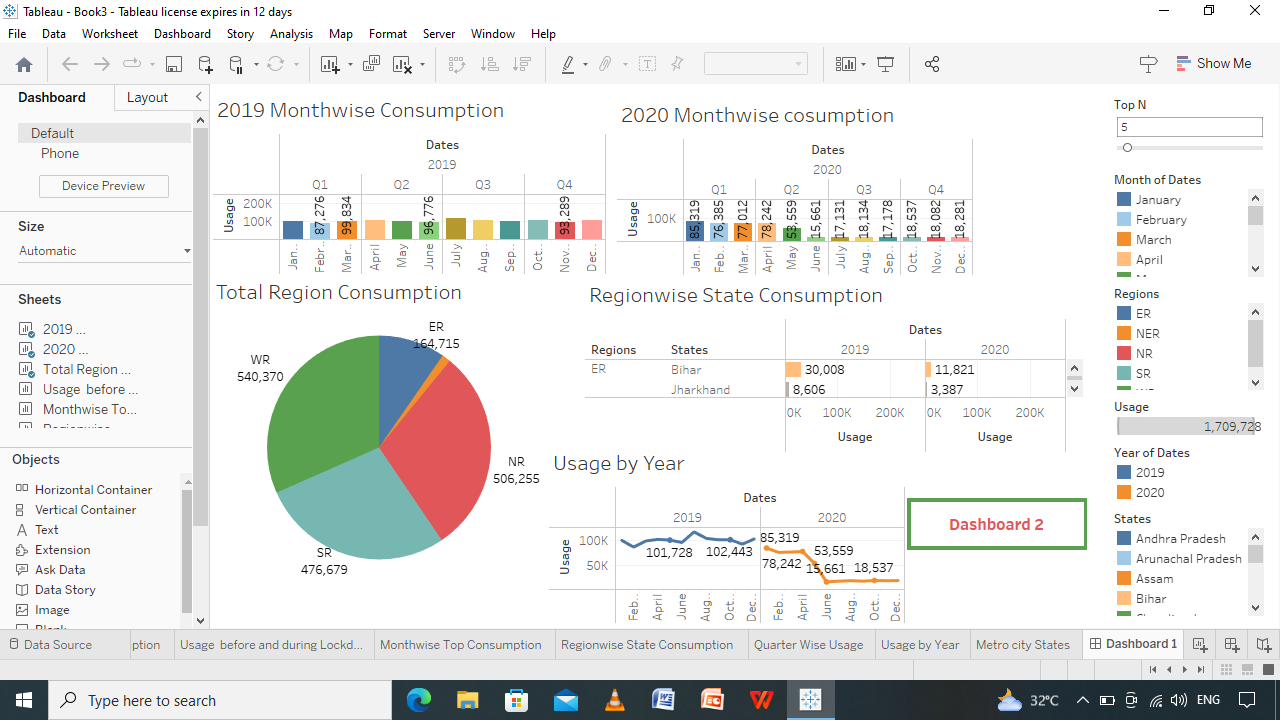 Tableau - Book3 - Tableau license expires in 12 days
File Data Worksheet Dashboard Story Analysis Map Format Server Window Help
Show Me
Dashboard Layout
Default
Phone
Device Preview
Size
Automatic
Sheets
2019 ...
2020 ...
Total Region ...
Usage before ...
Monthwise To...
Objects
Horizontal Container
Vertical Container
Text
Extension
Ask Data
Data Story
Image
2019 Monthwise Consumption
Dates
2019
Q1 Q2 Q3 Q4
Usage
200K
100K
87,276 99,834 96,776 93,289
Jan.. Febr.. Mar.. April May June July Aug.. Sep.. Oct.. Nov.. Dec..
2020 Monthwise cosumption
Dates
2020
Q1 Q2 Q3 Q4
Usage
100K
85,319 76,385 77,012 78,242 53,559 15,661 17,131 18,134 17,178 18,537 18,082 18,281
Jan.. Feb.. Mar.. April May June July Aug.. Sep.. Oct.. Nov.. Dec..
Total Region Consumption
ER
164,715
WR
540,370
NR
506,255
SR
476,679
Regionwise State Consumption
Dates
Regions States 2019 2020
ER Bihar 30,008 11,821
Jharkhand 8,606 3,387
0K 100K 200K 0K 100K 200K
Usage Usage
Usage by Year
Dates
2019 2020
Usage
100K
50K
101,728 102,443
85,319
78,242
53,559
15,661 18,537
Feb.. April June Aug.. Oct.. Dec.. Feb.. April June Aug.. Oct.. Dec..
Dashboard 2
Top N
5
Month of Dates
January
February
March
April
Regions
ER
NER
NR
SR
Usage
1,709,728
Year of Dates
2019
2020
States
Andhra Pradesh
Arunachal Pradesh
Assam
Bihar
Data Source ption Usage before and during Lockd... Monthwise Top Consumption Regionwise State Consumption Quarter Wise Usage Usage by Year Metro city States Dashboard 1
Type here to search
32°C
ENG